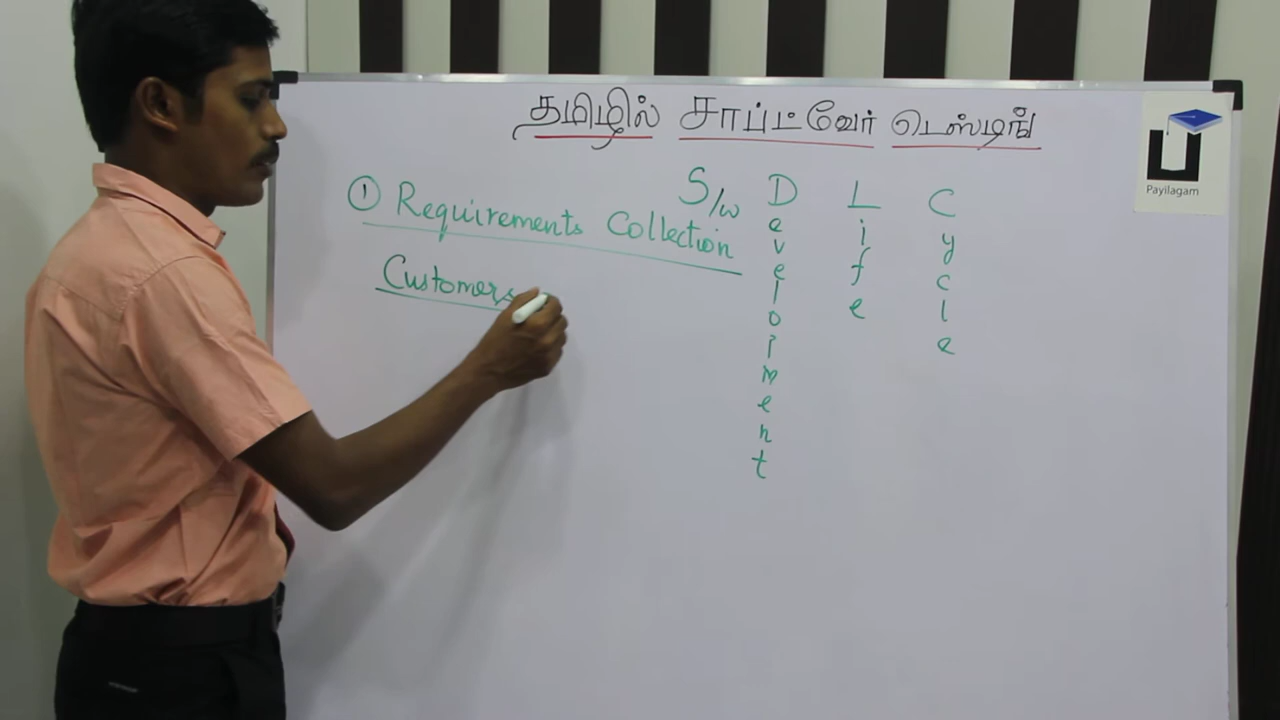 தமிழில் சாப்ட்வேர் டெஸ்டிங்
Payilagam
① Requirements Collection
Customers
S/w Development Life Cycle